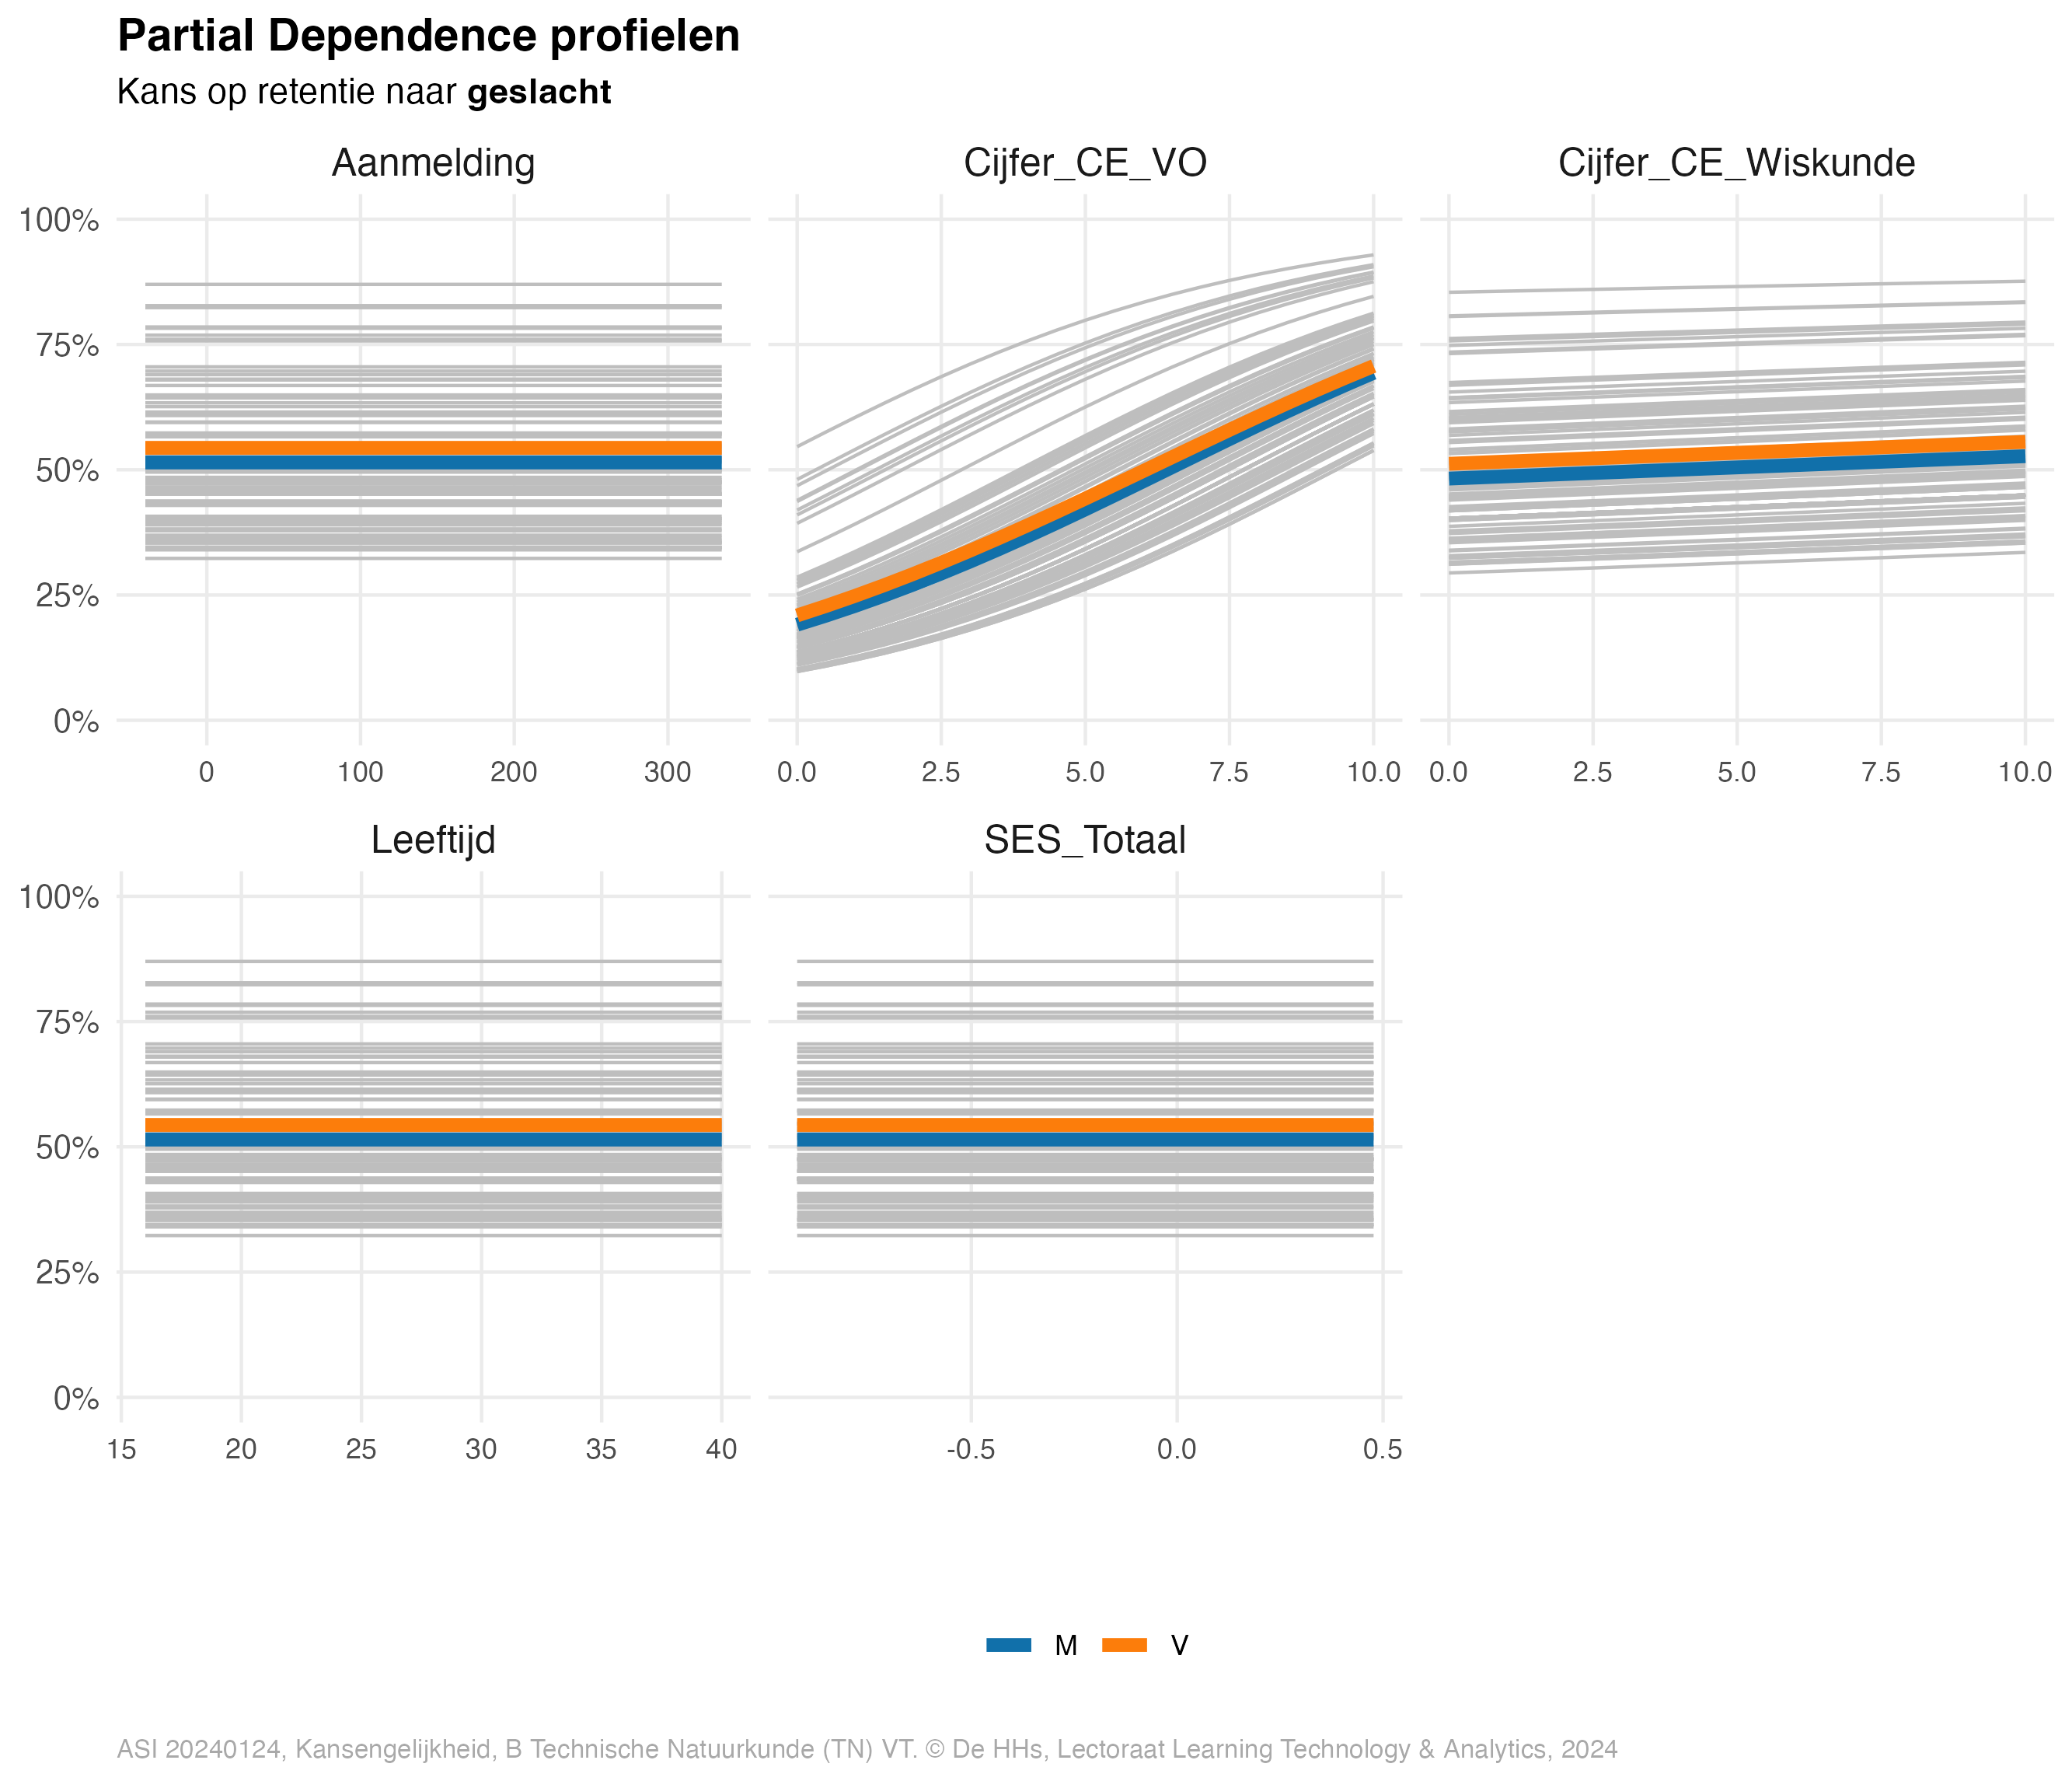 Partial Dependence profielen
Kans op retentie naar geslacht
Aanmelding
Cijfer_CE_VO
Cijfer_CE_Wiskunde
100%
75%
50%
25%
0%
0 100 200 300
0.0 2.5 5.0 7.5 10.0
0.0 2.5 5.0 7.5 10.0
Leeftijd
SES_Totaal
100%
75%
50%
25%
0%
15 20 25 30 35 40
-0.5 0.0 0.5
M V
ASI 20240124, Kansengelijkheid, B Technische Natuurkunde (TN) VT. © De HHs, Lectoraat Learning Technology & Analytics, 2024